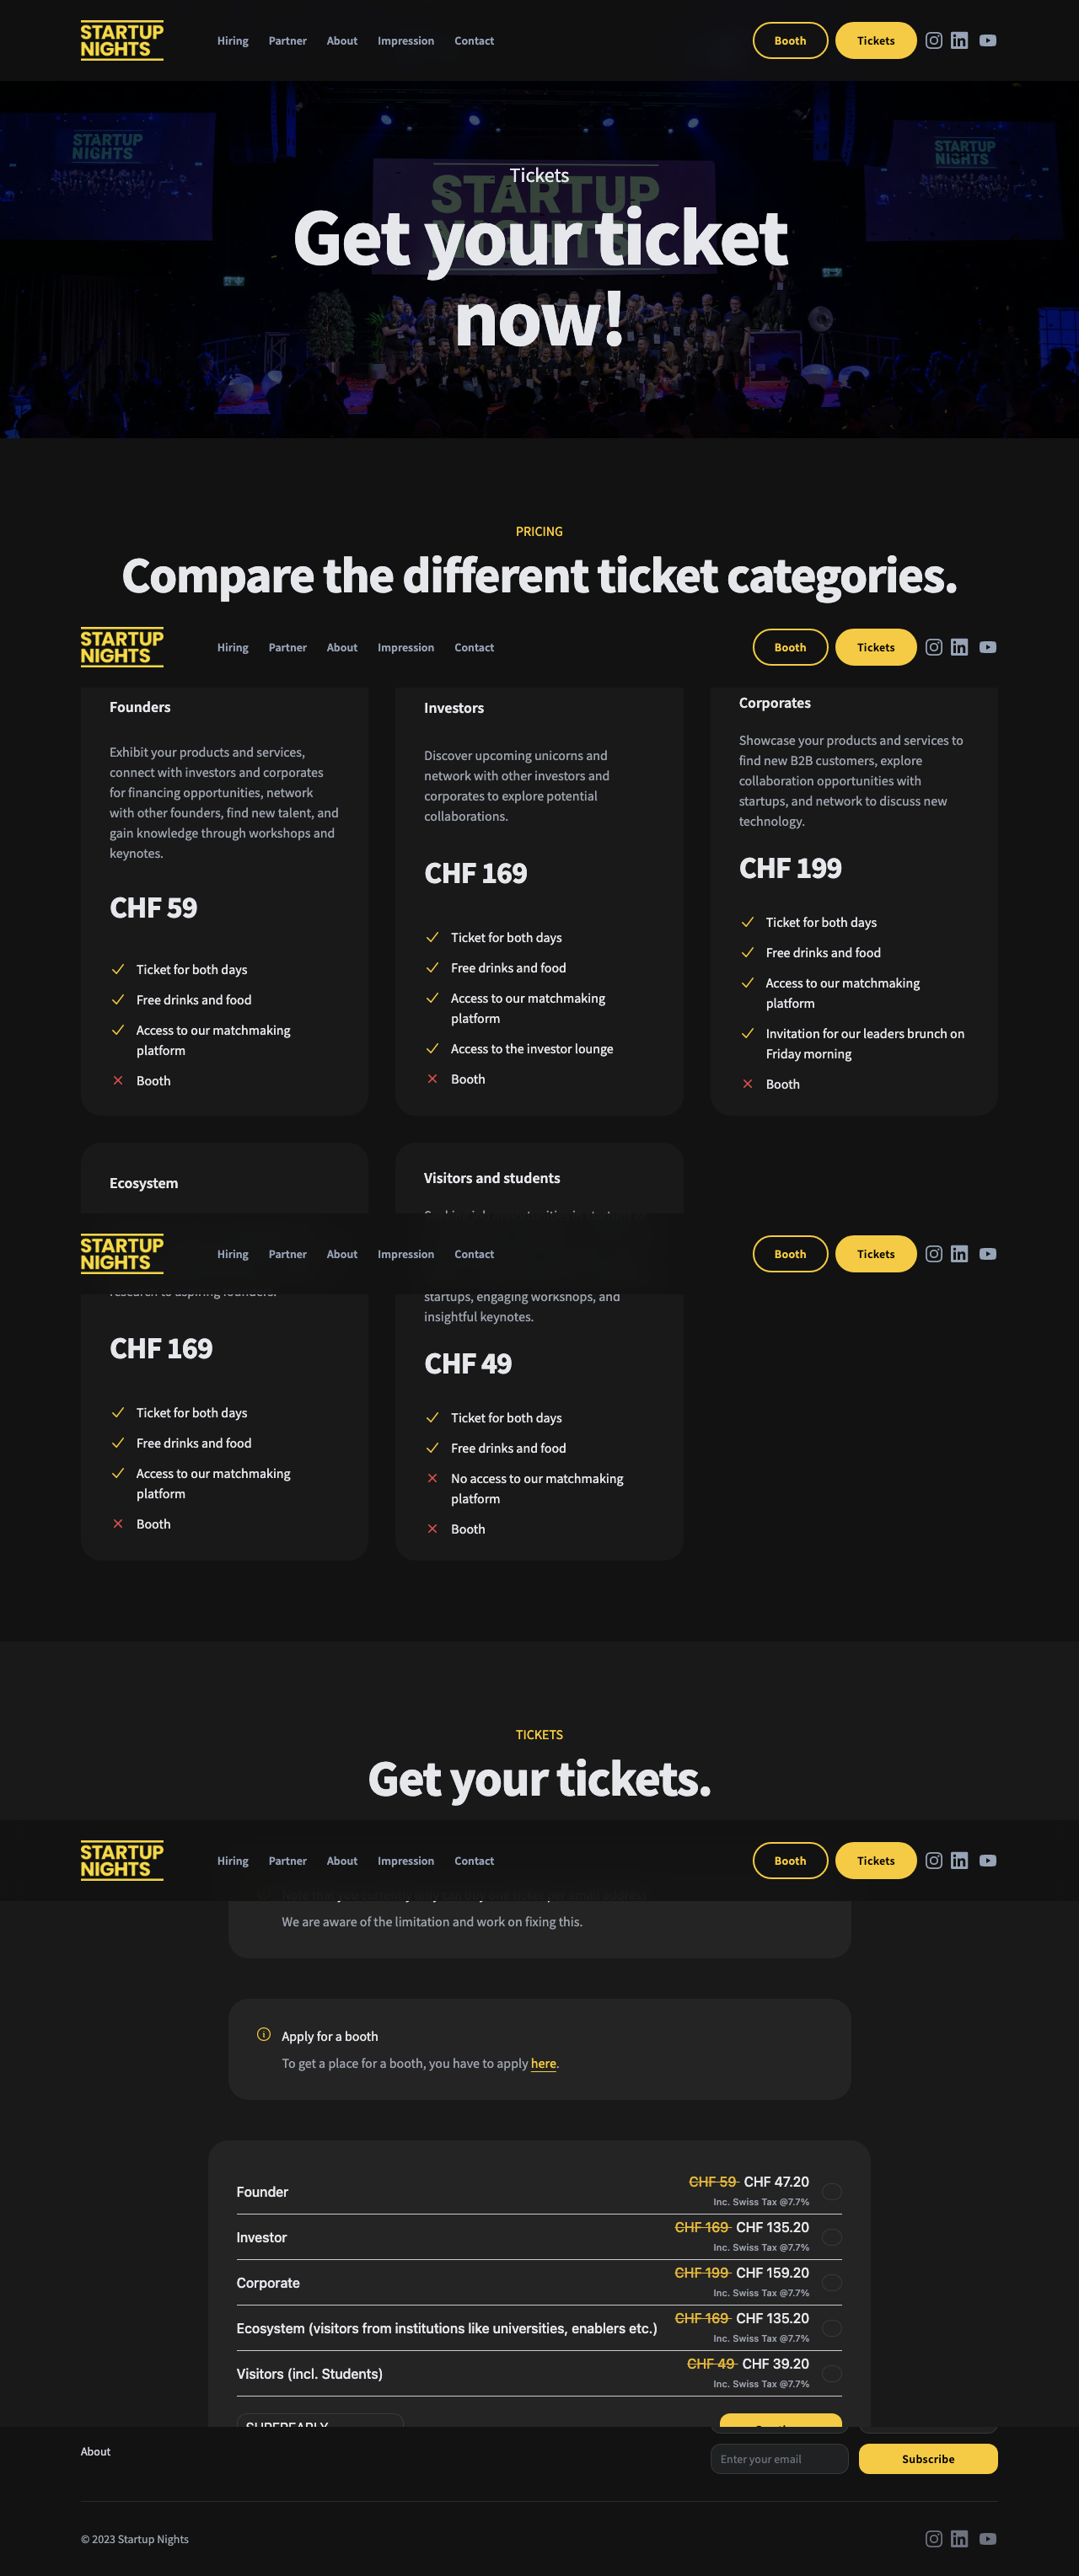 STARTUP
NIGHTS
Hiring
Partner
About
Impression
Contact
Booth
Tickets
STARTUP
NIGHTS
STARTUP
NIGHTS
STARTUP
NIGHTS
Tickets
Get your ticket
now!
PRICING
Compare the different ticket categories.
STARTUP
NIGHTS
Hiring
Partner
About
Impression
Contact
Booth
Tickets
Founders
Exhibit your products and services,
connect with investors and corporates
for financing opportunities, network
with other founders, find new talent, and
gain knowledge through workshops and
keynotes.
CHF 59
Ticket for both days
Free drinks and food
Access to our matchmaking
platform
Booth
Investors
Discover upcoming unicorns and
network with other investors and
corporates to explore potential
collaborations.
CHF 169
Ticket for both days
Free drinks and food
Access to our matchmaking
platform
Access to the investor lounge
Booth
Corporates
Showcase your products and services to
find new B2B customers, explore
collaboration opportunities with
startups, and network to discuss new
technology.
CHF 199
Ticket for both days
Free drinks and food
Access to our matchmaking
platform
Invitation for our leaders brunch on
Friday morning
Booth
Ecosystem
Visitors and students
STARTUP
NIGHTS
Hiring
Partner
About
Impression
Contact
Booth
Tickets
research to aspiring founders.
CHF 169
Ticket for both days
Free drinks and food
Access to our matchmaking
platform
Booth
startups, engaging workshops, and
insightful keynotes.
CHF 49
Ticket for both days
Free drinks and food
No access to our matchmaking
platform
Booth
TICKETS
Get your tickets.
STARTUP
NIGHTS
Hiring
Partner
About
Impression
Contact
Booth
Tickets
We are aware of the limitation and work on fixing this.
Apply for a booth
To get a place for a booth, you have to apply here.
Founder
CHF 59 CHF 47.20
Inc. Swiss Tax @7.7%
Investor
CHF 169 CHF 135.20
Inc. Swiss Tax @7.7%
Corporate
CHF 199 CHF 159.20
Inc. Swiss Tax @7.7%
Ecosystem (visitors from institutions like universities, enablers etc.)
CHF 169 CHF 135.20
Inc. Swiss Tax @7.7%
Visitors (incl. Students)
CHF 49 CHF 39.20
Inc. Swiss Tax @7.7%
SUPEREARLY
About
Enter your email
Subscribe
© 2023 Startup Nights